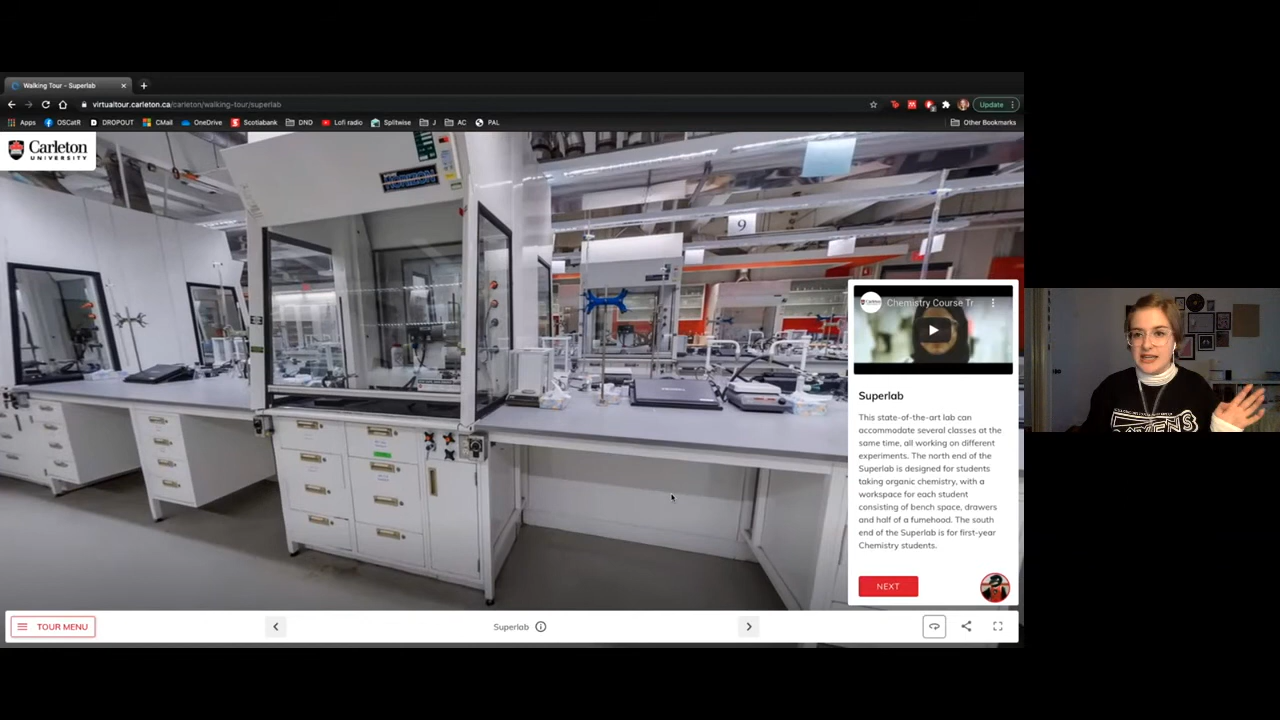 Walking Tour - Superlab
virtualtour.carleton.ca/carleton/walking-tour/superlab
Update
Apps OSCatR DROPOUT CMail OneDrive Scotiabank DND Lofi radio Splitwise J AC PAL Other Bookmarks
Carleton
UNIVERSITY
HORIZON
9
Chemistry Course Tr
Superlab
This state-of-the-art lab can
accommodate several classes at the
same time, all working on different
experiments. The north end of the
Superlab is designed for students
taking organic chemistry, with a
workspace for each student
consisting of bench space, drawers
and half of a fumehood. The south
end of the Superlab is for first-year
Chemistry students.
NEXT
TOUR MENU
Superlab